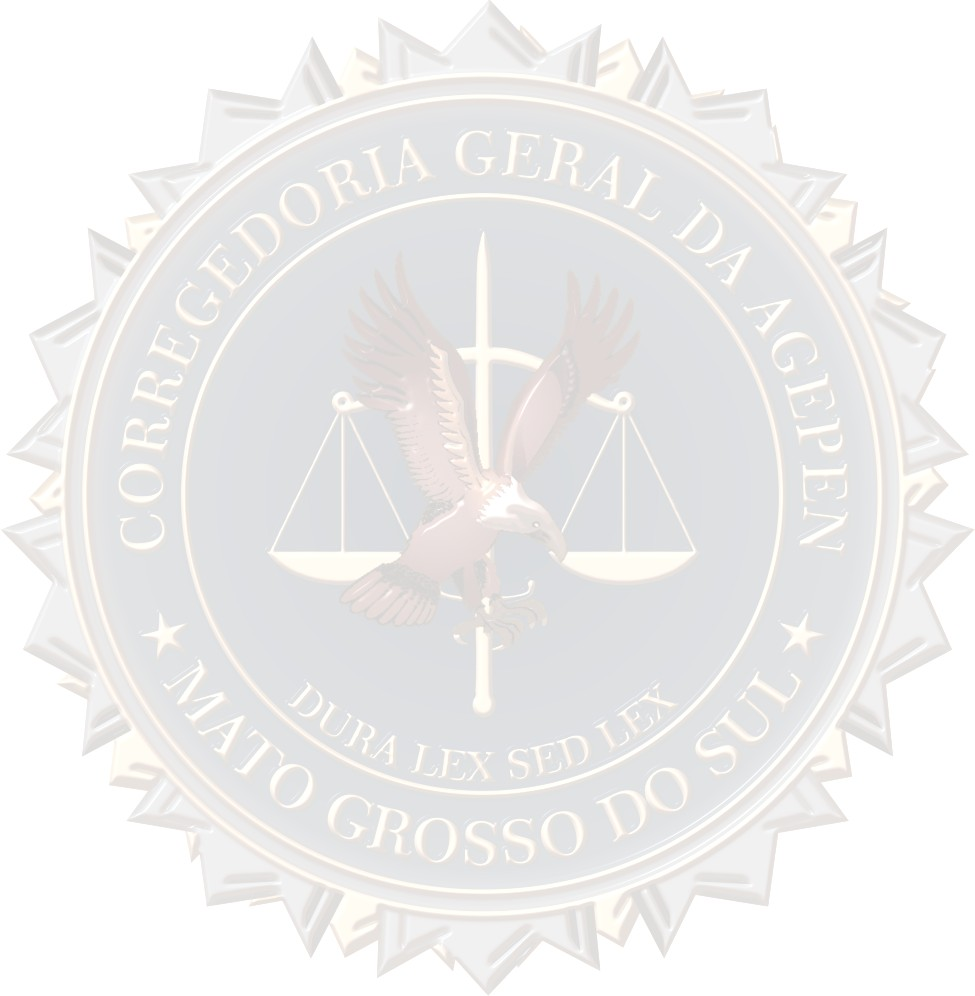 CORREGEDORIA GERAL DA AGEPEN
DURA LEX SED LEX
MATO GROSSO DO SUL